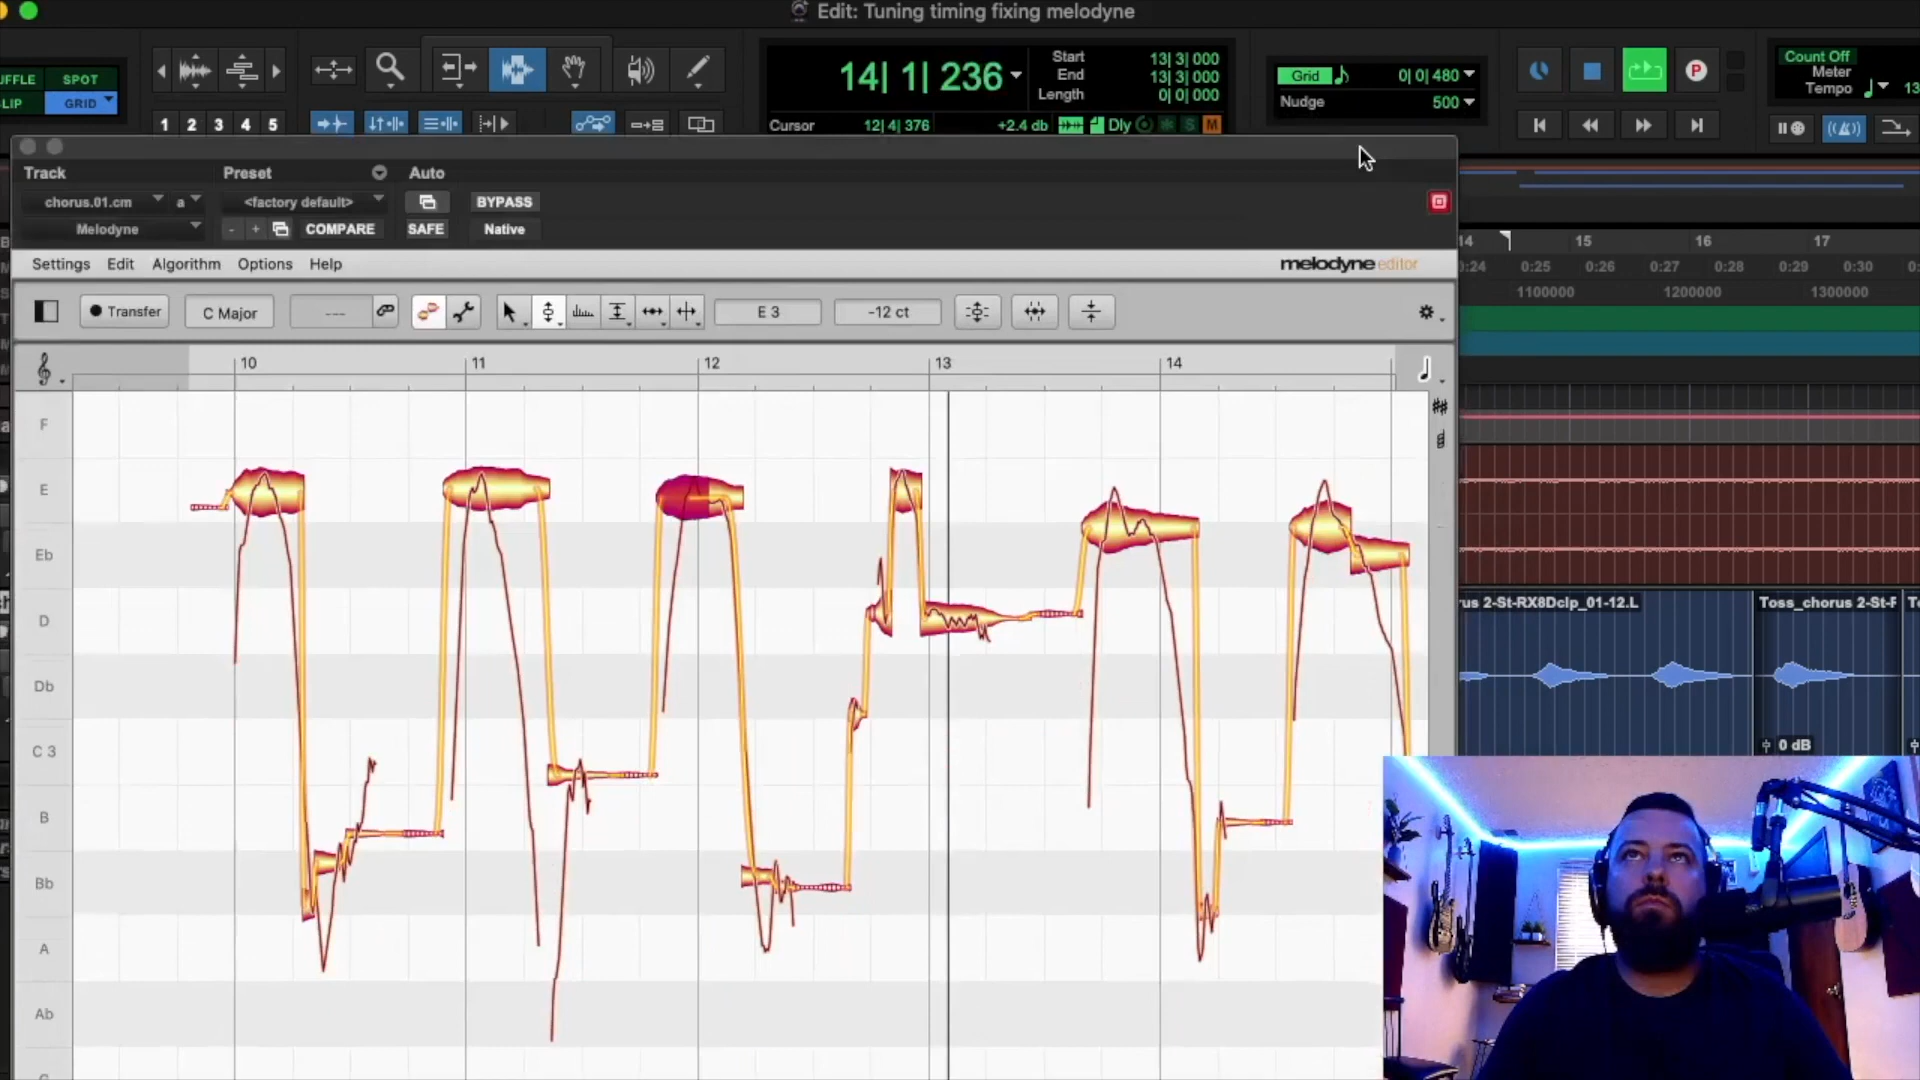 Edit: Tuning timing fixing melodyne
SPOT
GRID
1 2 3 4 5
14| 1| 236
Start 13| 3| 000
End 13| 3| 000
Length 0| 0| 000
Cursor 12| 4| 376 +2.4 db Dly S M
Grid 0| 0| 480
Nudge 500
P
Count Off
Meter
Tempo
Track Preset Auto
chorus.01.cm a <factory default> BYPASS
Melodyne - + COMPARE SAFE Native
Settings Edit Algorithm Options Help melodyne editor
Transfer C Major --- E 3 -12 ct
10 11 12 13 14
F
E
Eb
D
Db
C 3
B
Bb
A
Ab
14 15 16 17
0:24 0:25 0:26 0:27 0:28 0:29 0:30
1100000 1200000 1300000
2-St-RX8Dclp_01-12.L
Toss_chorus 2-St-F
0 dB